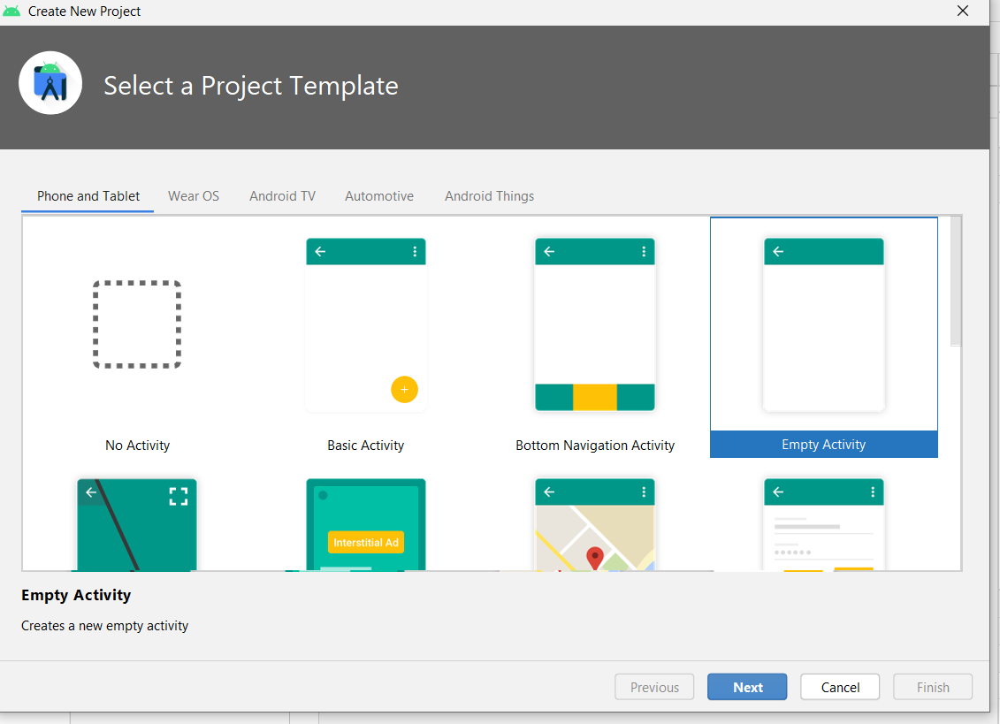 Create New Project
Select a Project Template
Phone and Tablet
Wear OS
Android TV
Automotive
Android Things
No Activity
Basic Activity
Bottom Navigation Activity
Empty Activity
Interstitial Ad
Empty Activity
Creates a new empty activity
Previous
Next
Cancel
Finish